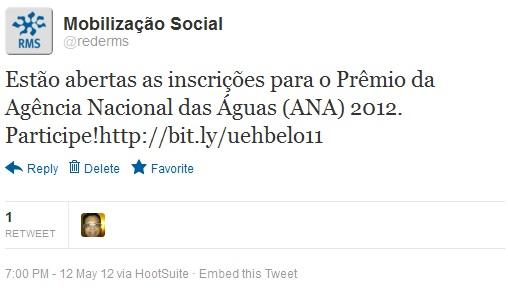 RMS
Mobilização Social
@rederms
Estão abertas as inscrições para o Prêmio da
Agência Nacional das Águas (ANA) 2012.
Participe!http://bit.ly/uehbelo11
Reply Delete Favorite
1
RETWEET
7:00 PM - 12 May 12 via HootSuite · Embed this Tweet